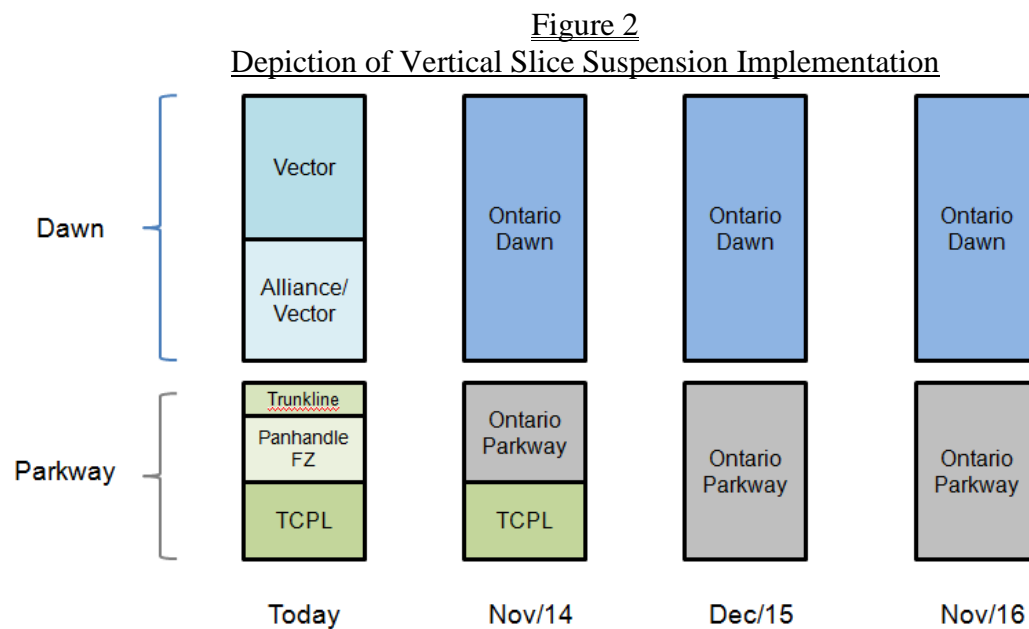 Figure 2
Depiction of Vertical Slice Suspension Implementation
Dawn
Vector
Alliance/
Vector
Ontario
Dawn
Ontario
Dawn
Ontario
Dawn
Parkway
Trunkline
Panhandle
FZ
TCPL
Ontario
Parkway
TCPL
Ontario
Parkway
Ontario
Parkway
Today
Nov/14
Dec/15
Nov/16